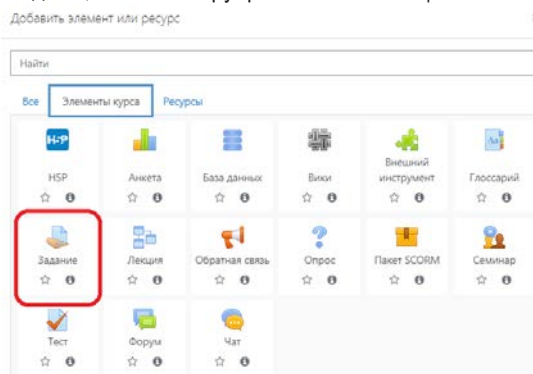 Добавить элемент или ресурс
Найти
Все Элементы курса Ресурсы
H5P
H5P Анкета База данных Вики Внешний инструмент Глоссарий
Задание Лекция Обратная связь Опрос Пакет SCORM Семинар
Тест Форум Чат